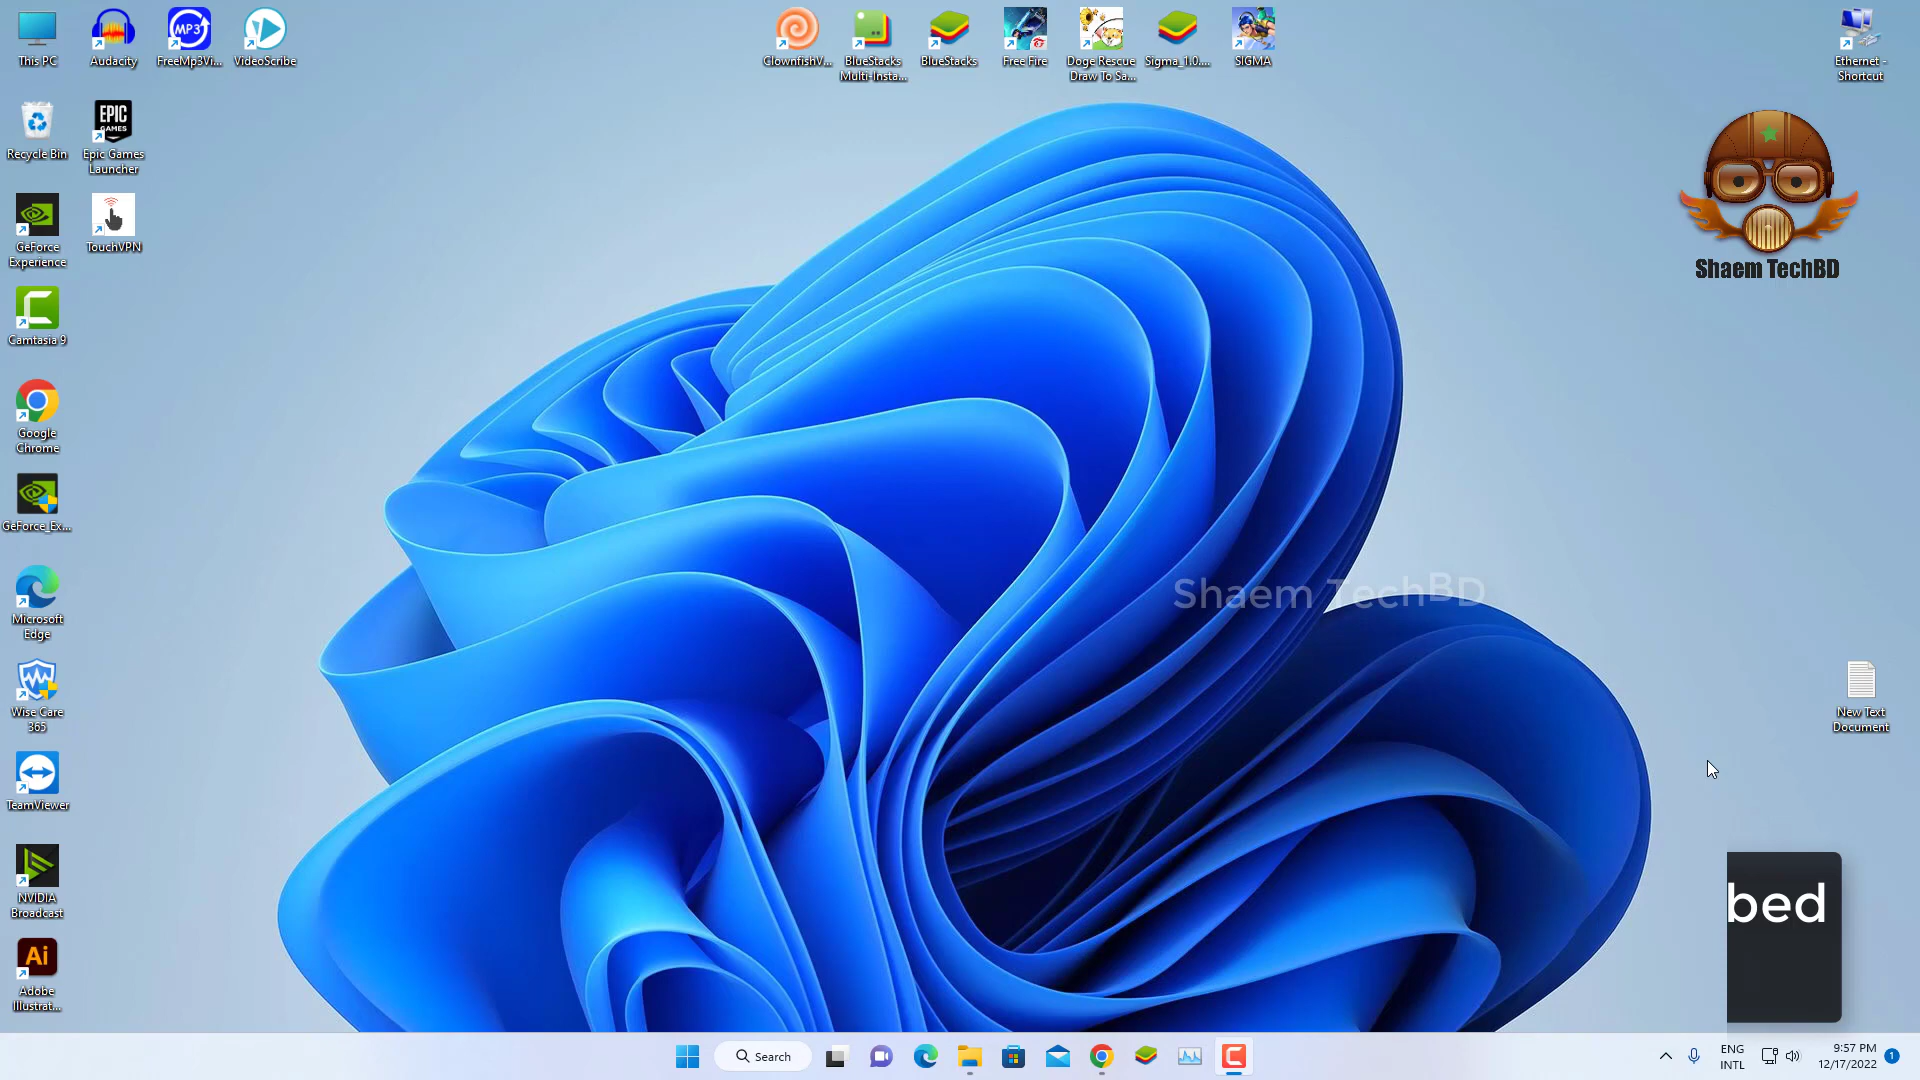 This PC
Audacity
FreeMp3Vi...
VideoScribe
ClownfishV...
BlueStacks
Multi-Insta...
BlueStacks
Free Fire
Doge Rescue
Draw To Sa...
Sigma_1.0....
SIGMA
Ethernet -
Shortcut
MP3
Recycle Bin
EPIC
GAMES
Epic Games
Launcher
GeForce
Experience
TouchVPN
Shaem TechBD
Camtasia 9
Google
Chrome
GeForce_Ex...
Microsoft
Edge
Shaem TechBD
Wise Care
365
New Text
Document
TeamViewer
NVIDIA
Broadcast
bed
Ai
Adobe
Illustrat...
Search
ENG
INTL
9:57 PM
12/17/2022
1